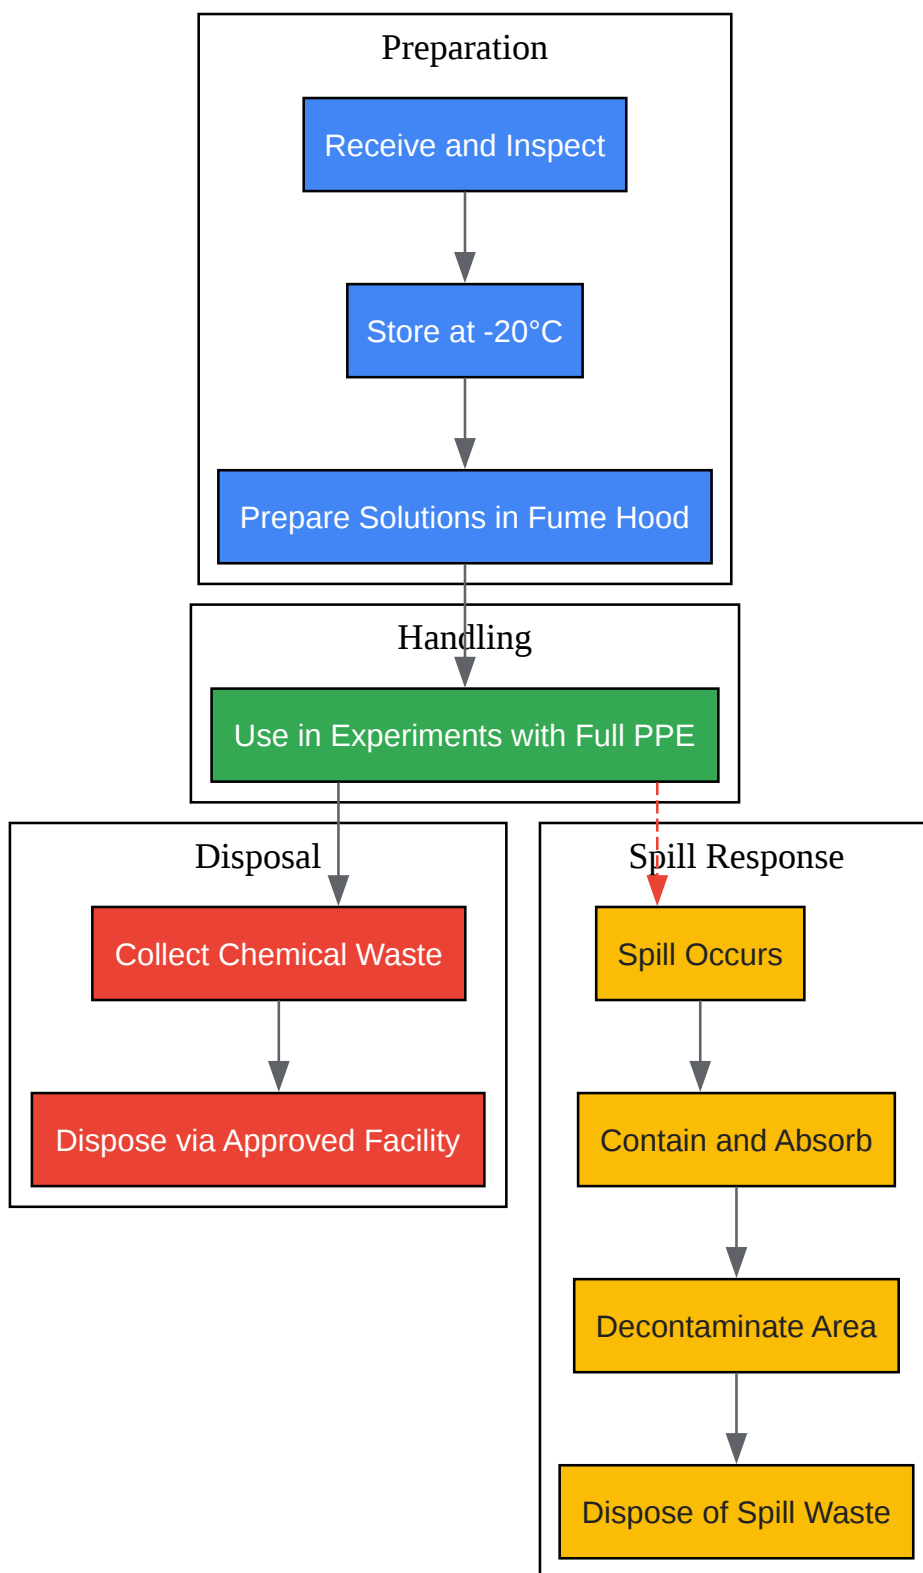 Preparation
Receive and Inspect
Store at -20°C
Prepare Solutions in Fume Hood
Handling
Use in Experiments with Full PPE
Disposal
Collect Chemical Waste
Dispose via Approved Facility
Spill Response
Spill Occurs
Contain and Absorb
Decontaminate Area
Dispose of Spill Waste